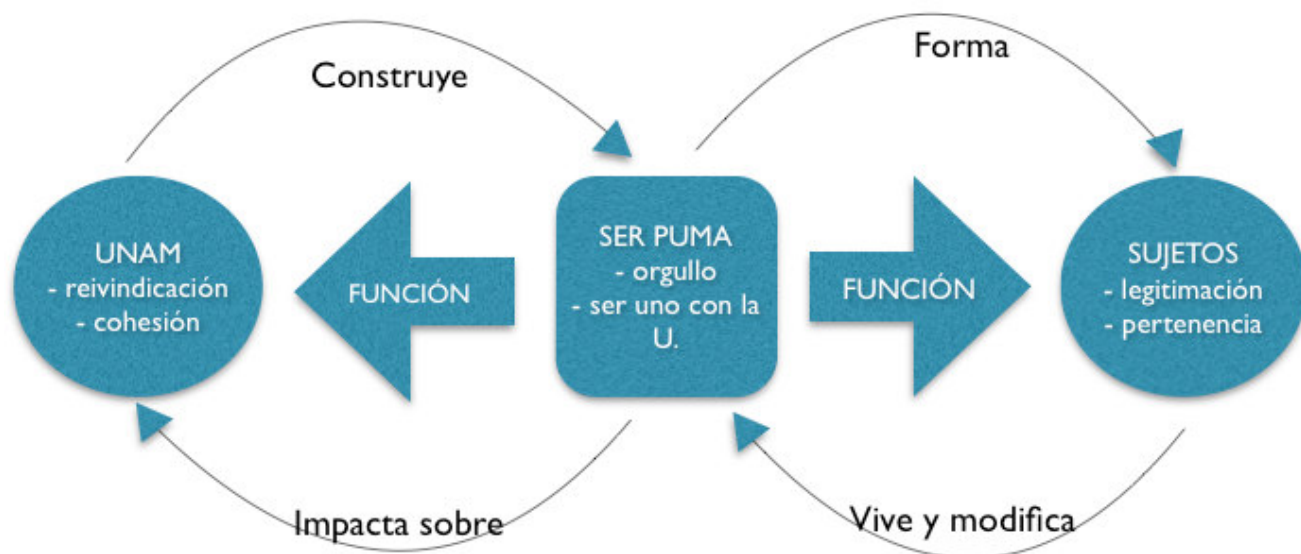 Construye
Forma
UNAM
- reivindicación
- cohesión
FUNCIÓN
SER PUMA
- orgullo
- ser uno con la
U.
FUNCIÓN
SUJETOS
- legitimación
- pertenencia
Impacta sobre
Vive y modifica